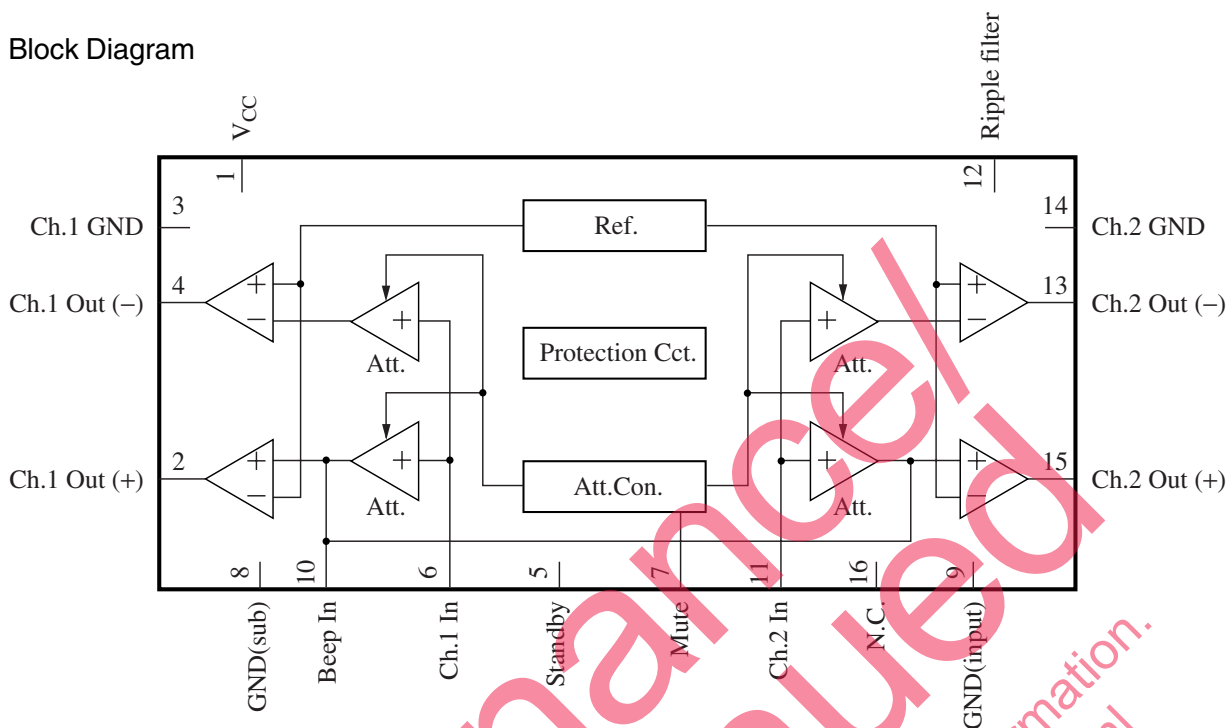 Block Diagram
VCC
Ripple filter
1
12
3
14
Ch.1 GND
Ref.
Ch.2 GND
4
+
+
13
Ch.1 Out (−)
−
+
+
−
Ch.2 Out (−)
Att.
Protection Cct.
Att.
2
+
+
+
+
15
Ch.1 Out (+)
−
Att.
Att.Con.
Att.
−
Ch.2 Out (+)
8
10
6
5
7
11
16
9
GND(sub)
Beep In
Ch.1 In
Standby
Mute
Ch.2 In
N.C.
GND(input)
nance/
ued
rmation.